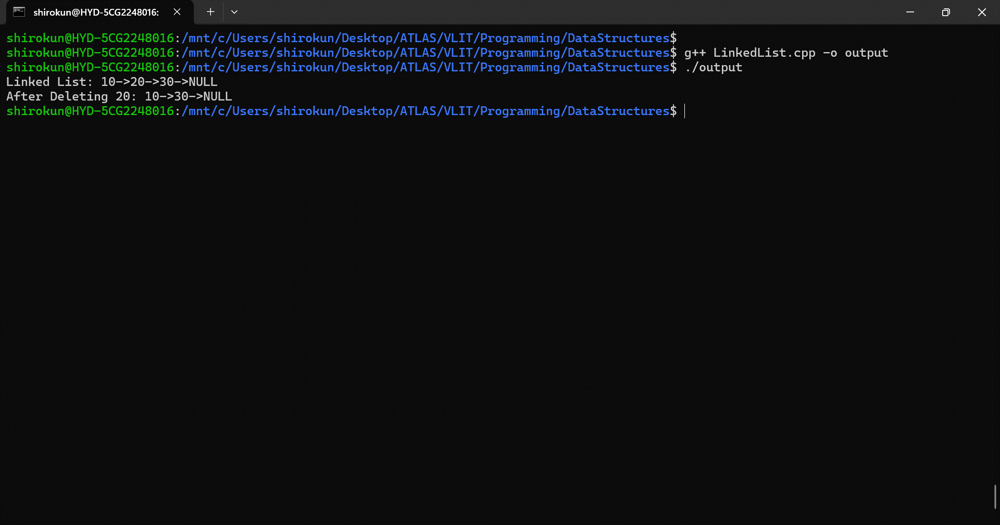 shirokun@HYD-5CG2248016:
shirokun@HYD-5CG2248016:/mnt/c/Users/shirokun/Desktop/ATLAS/VLIT/Programming/DataStructures$
shirokun@HYD-5CG2248016:/mnt/c/Users/shirokun/Desktop/ATLAS/VLIT/Programming/DataStructures$ g++ LinkedList.cpp -o output
shirokun@HYD-5CG2248016:/mnt/c/Users/shirokun/Desktop/ATLAS/VLIT/Programming/DataStructures$ ./output
Linked List: 10->20->30->NULL
After Deleting 20: 10->30->NULL
shirokun@HYD-5CG2248016:/mnt/c/Users/shirokun/Desktop/ATLAS/VLIT/Programming/DataStructures$